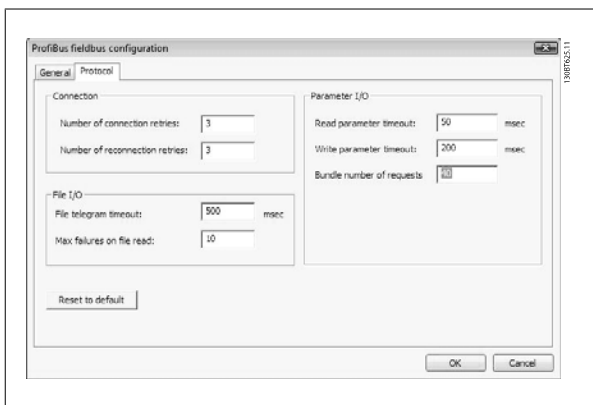 ProfiBus fieldbus configuration
130BT625.11
General Protocol
Connection
Number of connection retries: 3
Number of reconnection retries: 3
File I/O
File telegram timeout: 500 msec
Max failures on file read: 10
Parameter I/O
Read parameter timeout: 50 msec
Write parameter timeout: 200 msec
Bundle number of requests
Reset to default
OK Cancel